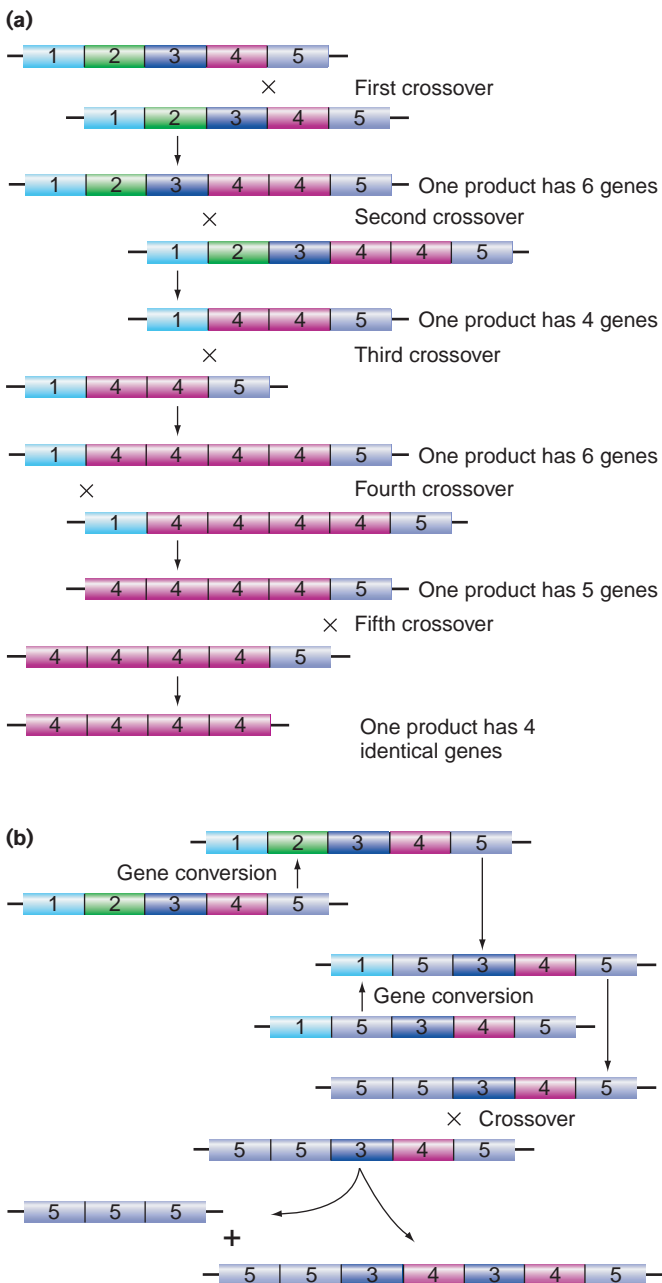 (a)
1 2 3 4 5
First crossover
1 2 3 4 5
1 2 3 4 4 5 One product has 6 genes
Second crossover
1 2 3 4 4 5
1 4 4 5 One product has 4 genes
Third crossover
1 4 4 5
1 4 4 4 4 5 One product has 6 genes
Fourth crossover
1 4 4 4 4 5
4 4 4 4 5 One product has 5 genes
Fifth crossover
4 4 4 4 5
4 4 4 4
One product has 4
identical genes
(b)
1 2 3 4 5
Gene conversion
1 2 3 4 5
1 5 3 4 5
Gene conversion
1 5 3 4 5
5 5 3 4 5
Crossover
5 5 3 4 5
5 5 5
+
5 5 3 4 3 4 5